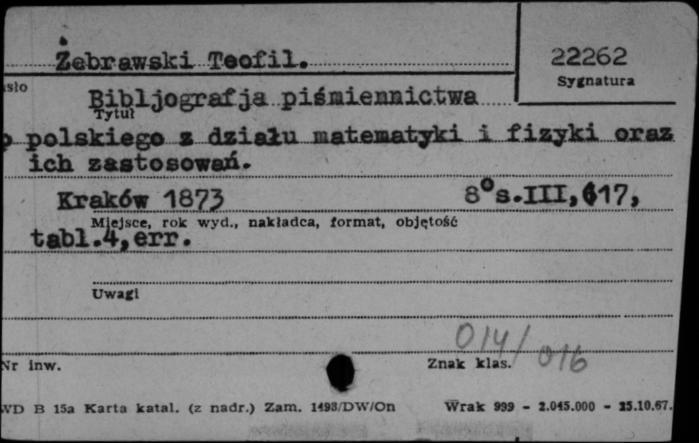 Żebrawski Teofil.
22262
Sygnatura
asło
Bibljografja piśmiennictwa
Tytuł
polskiego z działu matematyki i fizyki oraz
ich zastosowań.
Kraków 1873 8°s.III,617,
Miejsce, rok wyd., nakładca, format, objętość
tabl.4,err.
Uwagi
014/016
Nr inw.
Znak klas.
WD B 15a Karta katal. (z nadr.) Zam. 1493/DW/On Wrak 999 - 2.045.000 - 25.10.67.